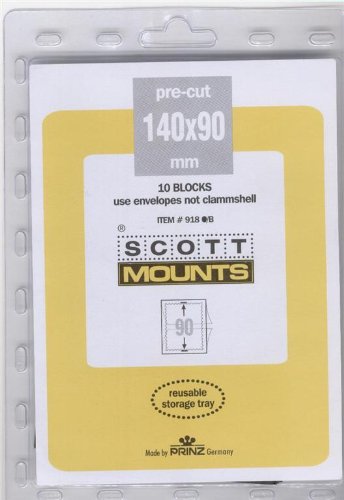 pre-cut
140x90
mm
10 BLOCKS
use envelopes not clammshell
ITEM # 918 ●/B
®
SCOTT
MOUNTS
90
reusable
storage tray
Made by PRINZ Germany